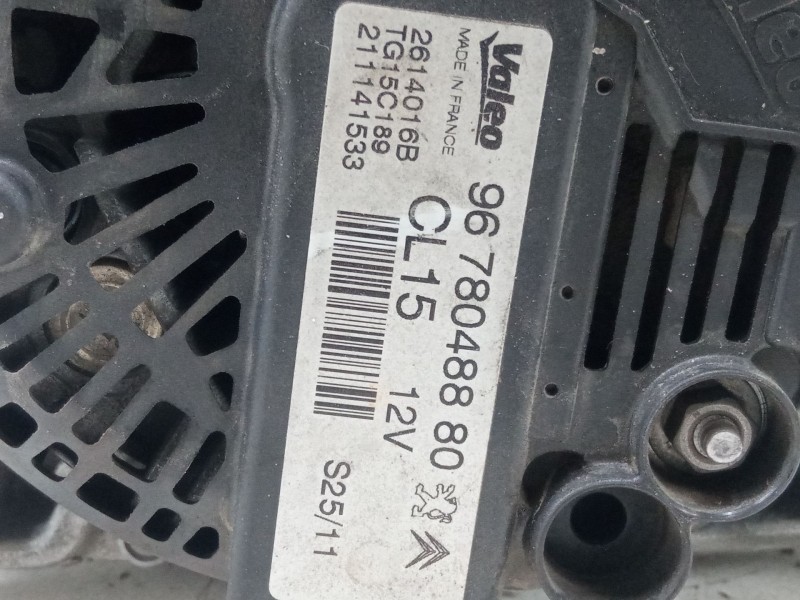 Valeo
MADE IN FRANCE
2614016B
TG15C189
211141533
96 780488 80
CL15
12V
S25/11